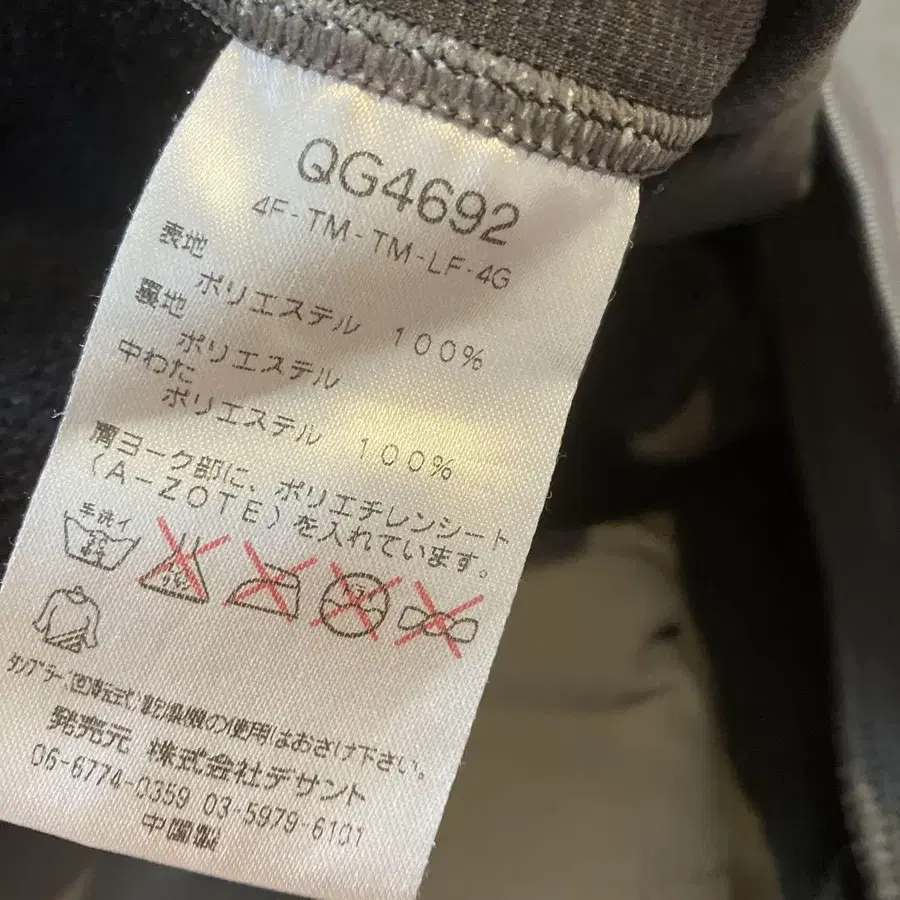 QG4692
4F-TM-TM-LF-4G
表地
ポリエステル 100%
裏地
ポリエステル
中わた
ポリエステル 100%
肩ヨーク部に、ポリエチレンシート
(A-ZOTE)を入れています。
手洗イ
タンブラー(回転式)乾燥機の使用はおさけ下さい。
発売元 株式会社デサント
06-6774-0359 03-5979-6101
中国製